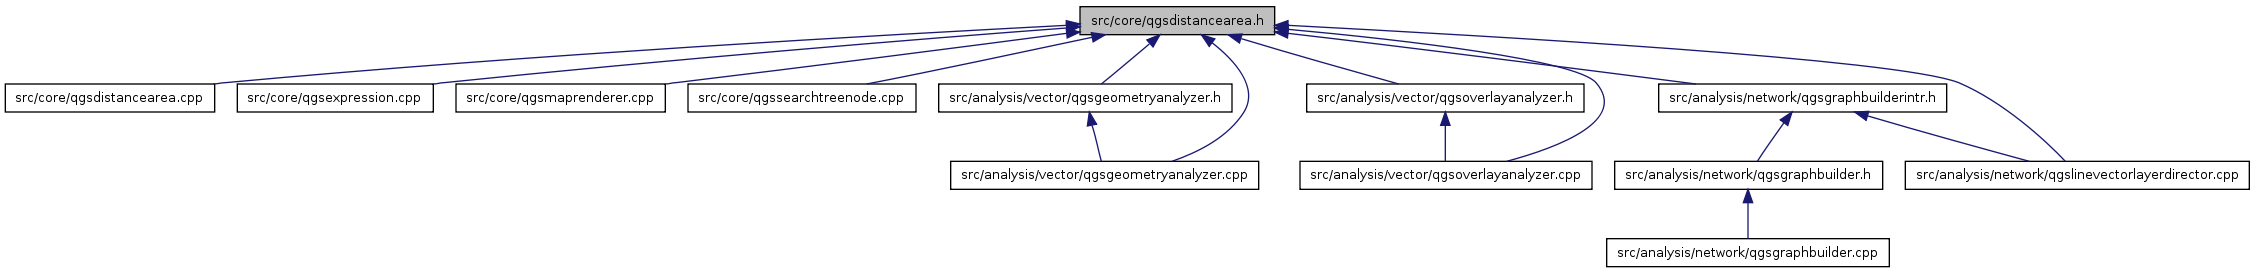 src/core/qgsdistancearea.h
src/core/qgsdistancearea.cpp
src/core/qgsexpression.cpp
src/core/qgsmaprenderer.cpp
src/core/qgssearchtreenode.cpp
src/analysis/vector/qgsgeometryanalyzer.h
src/analysis/vector/qgsoverlayanalyzer.h
src/analysis/network/qgsgraphbuilderintr.h
src/analysis/vector/qgsgeometryanalyzer.cpp
src/analysis/vector/qgsoverlayanalyzer.cpp
src/analysis/network/qgsgraphbuilder.h
src/analysis/network/qgslinevectorlayerdirector.cpp
src/analysis/network/qgsgraphbuilder.cpp